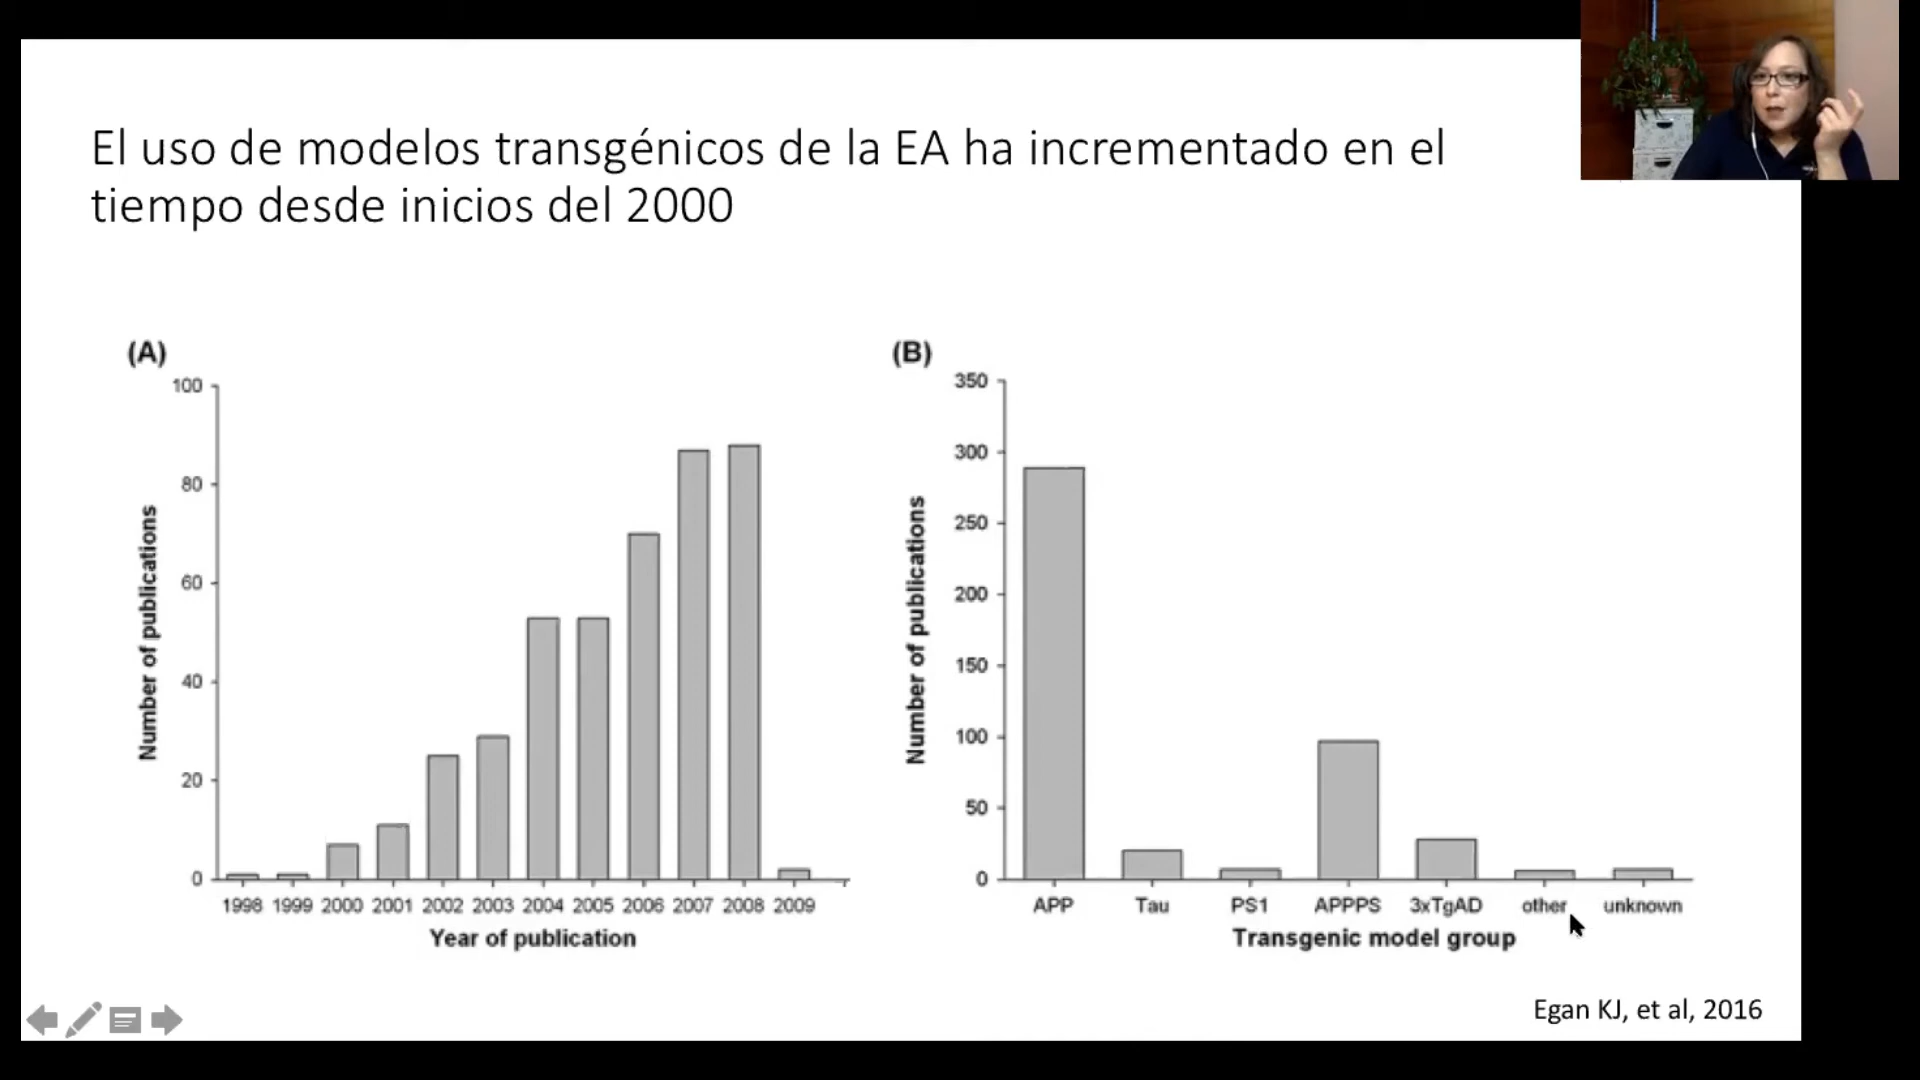 El uso de modelos transgénicos de la EA ha incrementado en el
tiempo desde inicios del 2000
(A)
100
80
60
40
20
0
Number of publications
1998 1999 2000 2001 2002 2003 2004 2005 2006 2007 2008 2009
Year of publication
(B)
350
300
250
200
150
100
50
0
Number of publications
APP Tau PS1 APPPS 3xTgAD other unknown
Transgenic model group
Egan KJ, et al, 2016